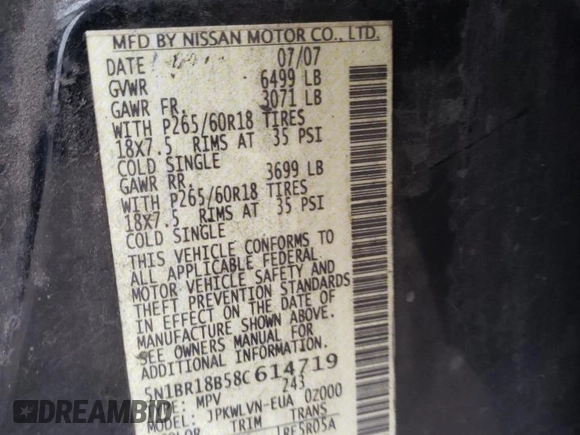 MFD BY NISSAN MOTOR CO., LTD.
DATE 07/07
GVWR 6499 LB
GAWR FR. 3071 LB
WITH P265/60R18 TIRES
18X7.5 RIMS AT 35 PSI
COLD SINGLE
GAWR RR. 3699 LB
WITH P265/60R18 TIRES
18X7.5 RIMS AT 35 PSI
COLD SINGLE
THIS VEHICLE CONFORMS TO
ALL APPLICABLE FEDERAL
MOTOR VEHICLE SAFETY AND
THEFT PREVENTION STANDARDS
IN EFFECT ON THE DATE OF
MANUFACTURE SHOWN ABOVE.
SEE OWNERS MANUAL FOR
ADDITIONAL INFORMATION.
5N1BR18B58C614719
TYPE: MPV 243
MODEL: JPKWLVN-EUA 0Z000
COLOR TRIM TRANS
RE5R05A
DREAMBID